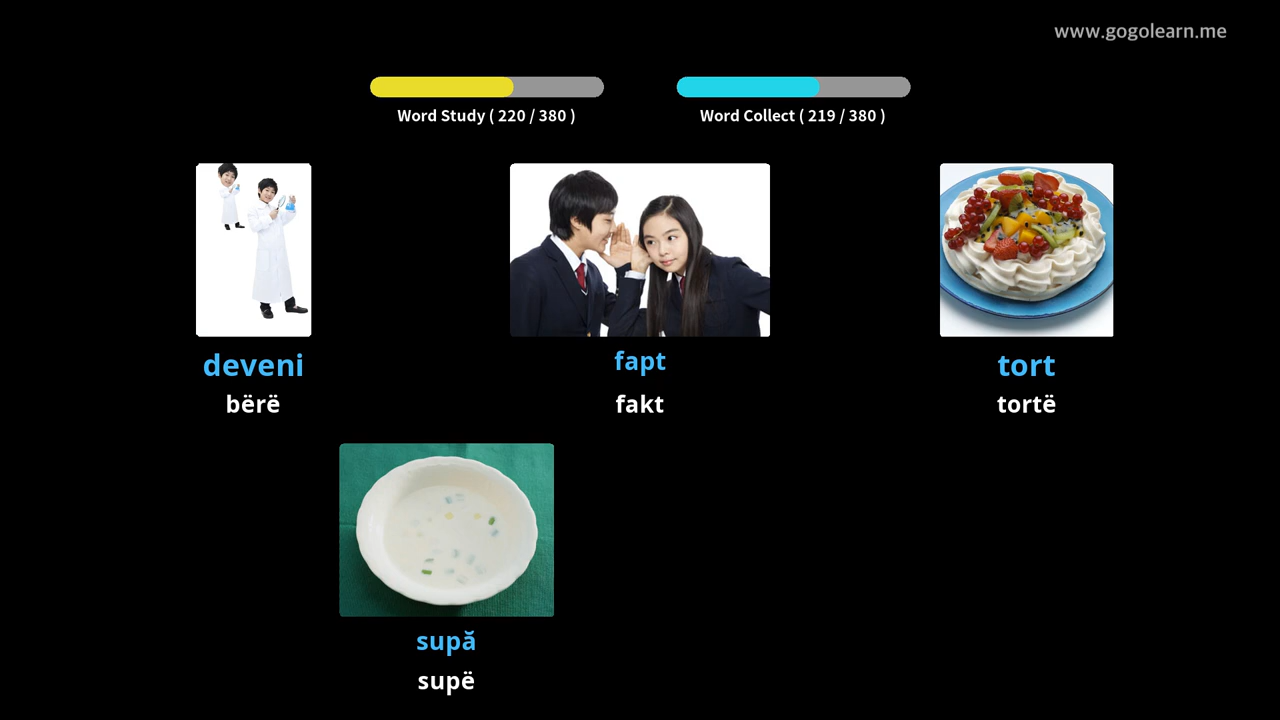 www.gogolearn.me
Word Study ( 220 / 380 )
Word Collect ( 219 / 380 )
deveni
bërë
fapt
fakt
tort
tortë
supă
supë